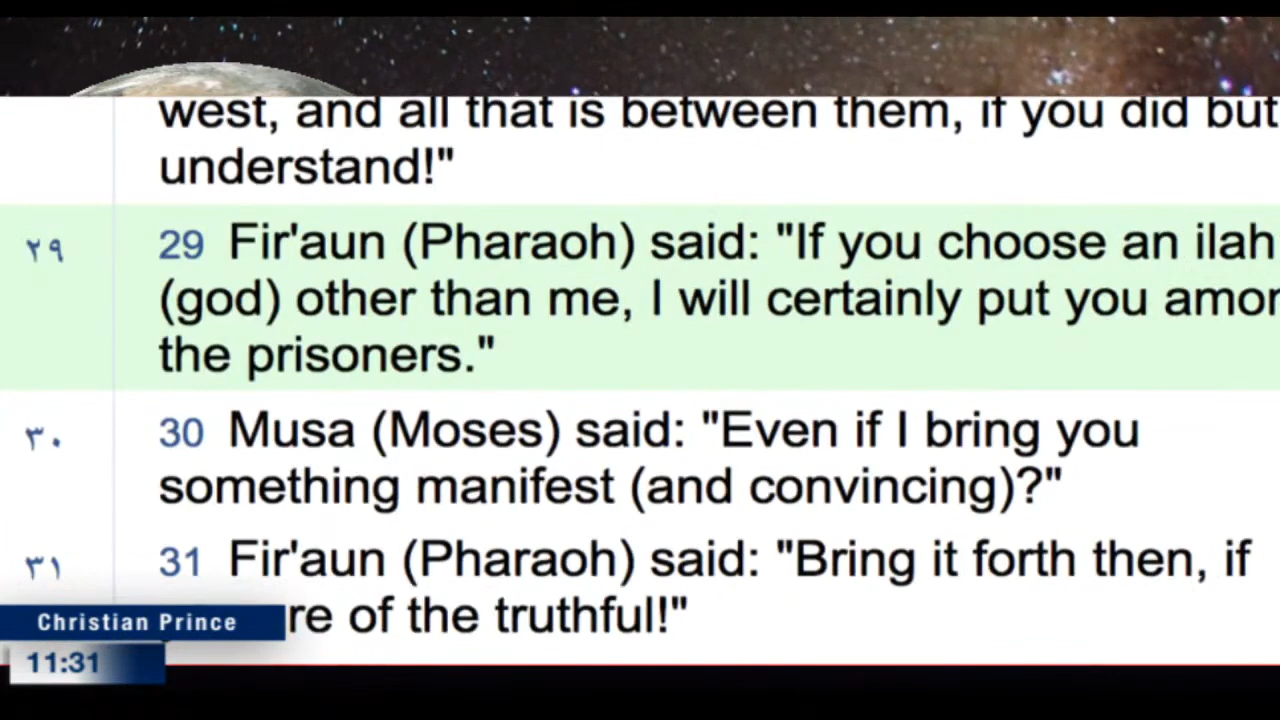 west, and all that is between them, if you did but
understand!"
٢٩
29 Fir'aun (Pharaoh) said: "If you choose an ilah
(god) other than me, I will certainly put you amon
the prisoners."
٣٠
30 Musa (Moses) said: "Even if I bring you
something manifest (and convincing)?"
٣١
31 Fir'aun (Pharaoh) said: "Bring it forth then, if
re of the truthful!"
Christian Prince
11:31